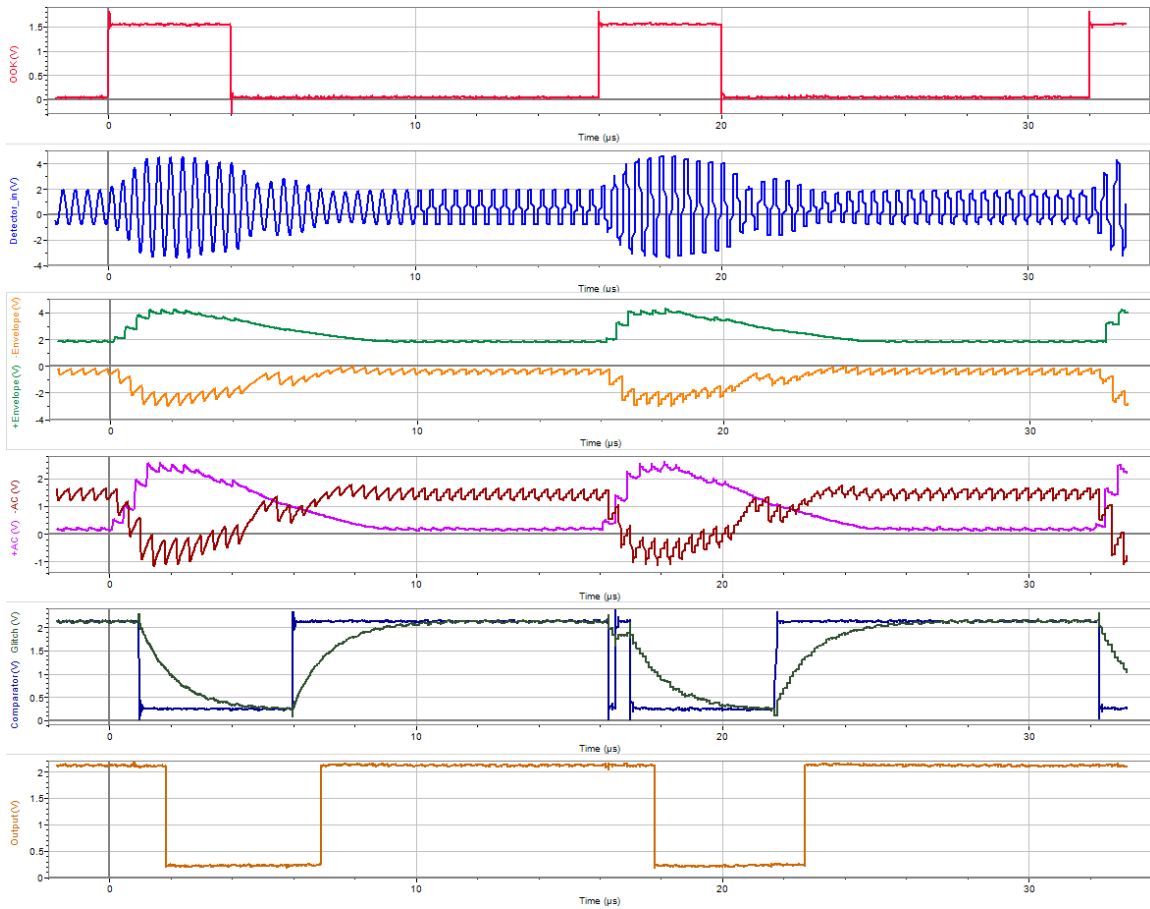 OOK (V)
1.5
1
0.5
0
0 10 20 30
Time (µs)
Detector_in (V)
4
2
0
-2
-4
0 10 20 30
Time (µs)
+Envelope (V) -Envelope (V)
4
2
0
-2
-4
0 10 20 30
Time (µs)
+AC (V) -AC (V)
2
1
0
-1
0 10 20 30
Time (µs)
Comparator (V) Glitch (V)
2
1.5
1
0.5
0
0 10 20 30
Time (µs)
Output (V)
2
1.5
1
0.5
0
0 10 20 30
Time (µs)